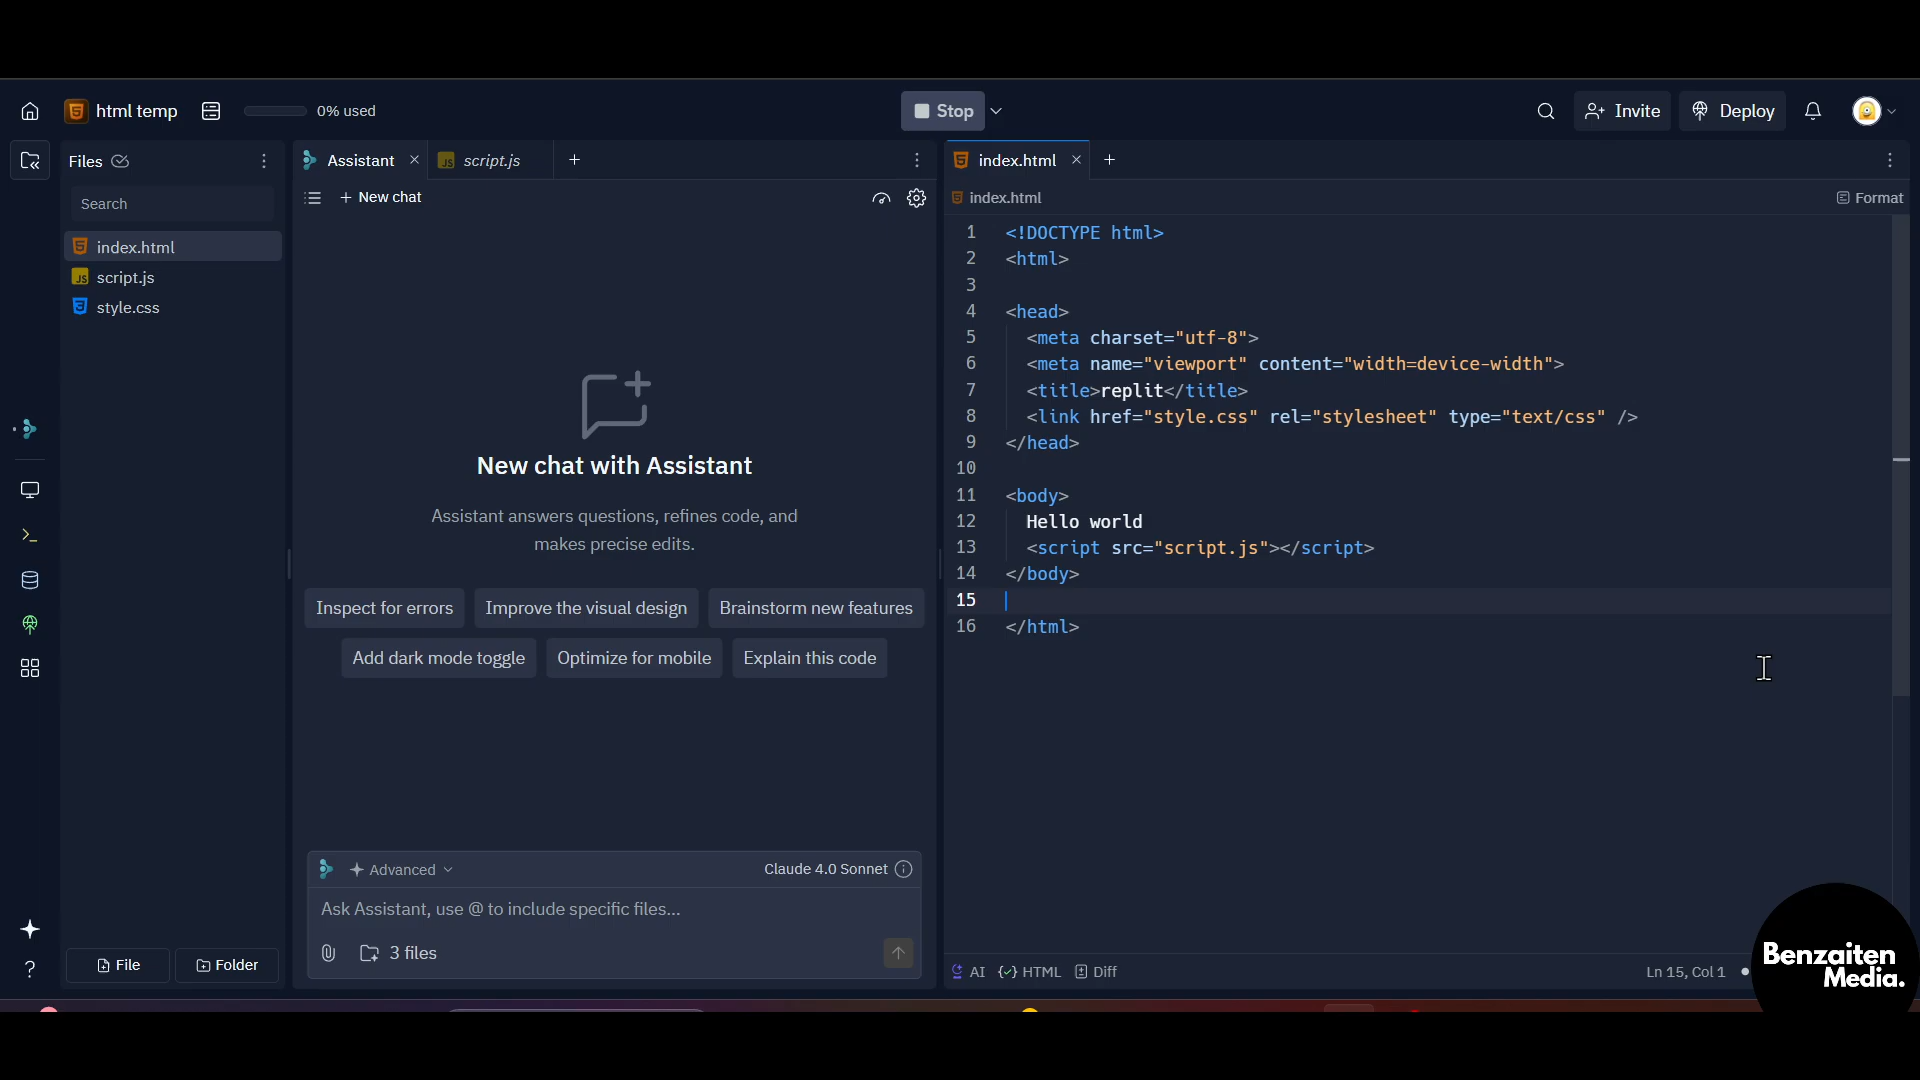 html temp
0% used
Stop
Invite
Deploy
Files
Search
index.html
script.js
style.css
File
Folder
Assistant
script.js
New chat
New chat with Assistant
Assistant answers questions, refines code, and
makes precise edits.
Inspect for errors
Improve the visual design
Brainstorm new features
Add dark mode toggle
Optimize for mobile
Explain this code
Advanced
Claude 4.0 Sonnet
Ask Assistant, use @ to include specific files...
3 files
index.html
index.html
Format
1 <!DOCTYPE html>
2 <html>
3
4 <head>
5 <meta charset="utf-8">
6 <meta name="viewport" content="width=device-width">
7 <title>replit</title>
8 <link href="style.css" rel="stylesheet" type="text/css" />
9 </head>
10
11 <body>
12 Hello world
13 <script src="script.js"></script>
14 </body>
15
16 </html>
AI
HTML
Diff
Ln 15, Col 1
Benzaiten
Media.